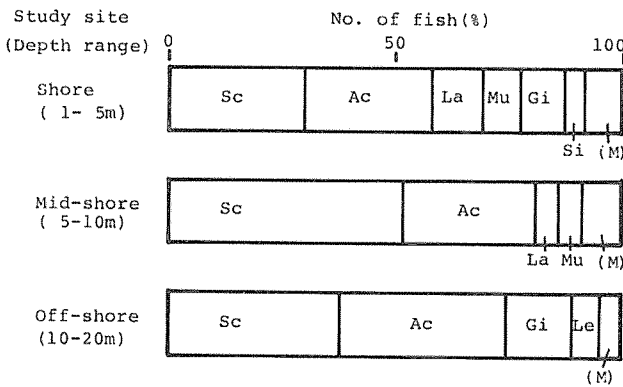 Study site No. of fish(%)
(Depth range) 0 50 100
Shore Sc Ac La Mu Gi
( 1- 5m)
Si (M)
Mid-shore Sc Ac
( 5-10m)
La Mu (M)
Off-shore Sc Ac Gi Le
(10-20m)
(M)